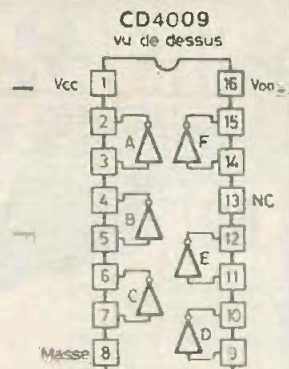 CD4009
vu de dessus
Vcc 1 16 VDD
2 15
A F
3 14
4 13 NC
B
5 12
E
6 11
C
7 10
D
Masse 8 9